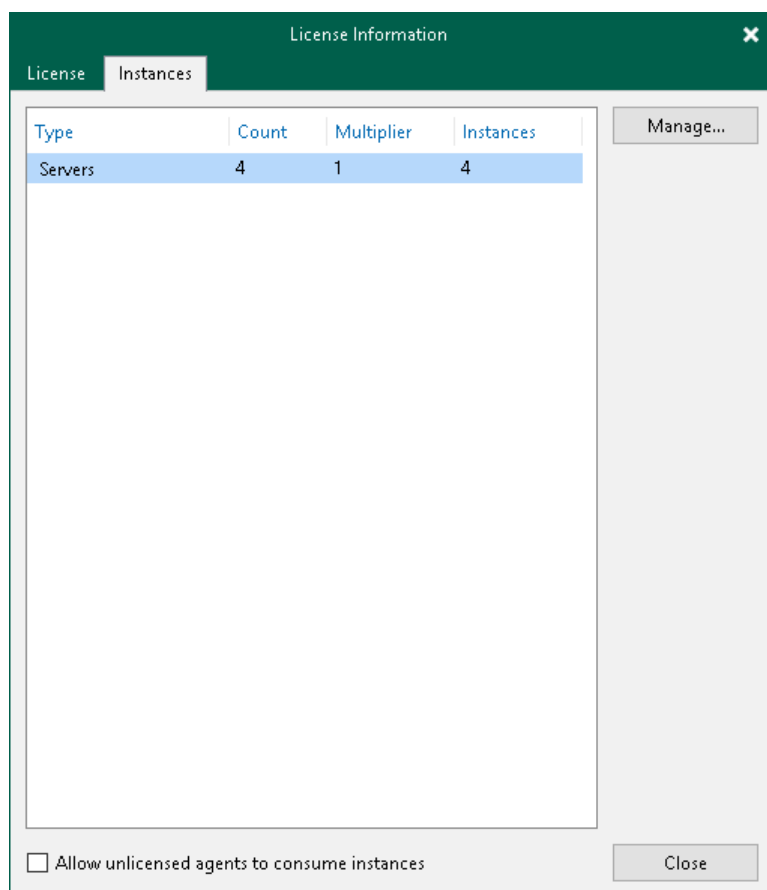 License Information
License Instances
Type Count Multiplier Instances
Manage...
Servers 4 1 4
Allow unlicensed agents to consume instances
Close